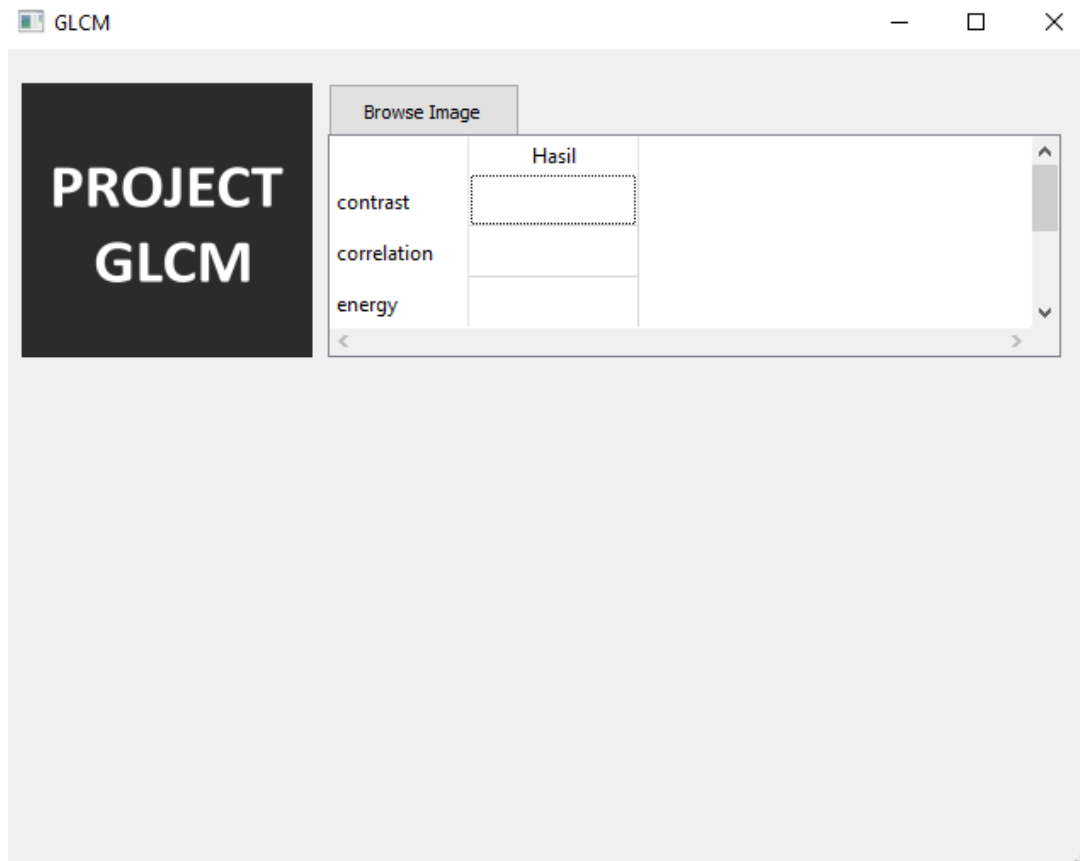 GLCM
PROJECT
GLCM
Browse Image
Hasil
contrast
correlation
energy